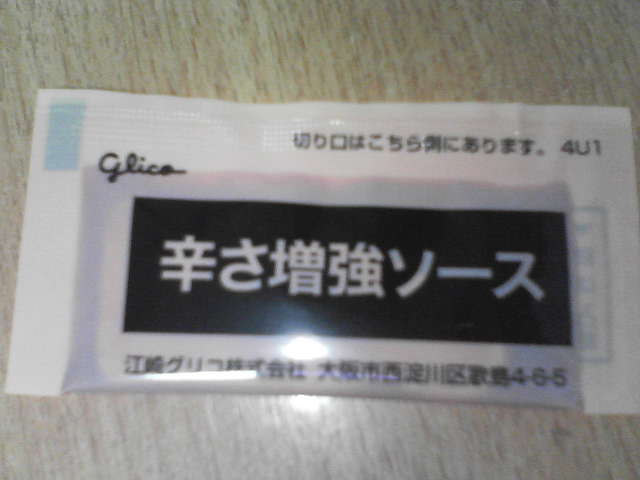 切り口はこちら側にあります。 4U1
glico
辛さ増強ソース
江崎グリコ株式会社 大阪市西淀川区歌島4-6-5